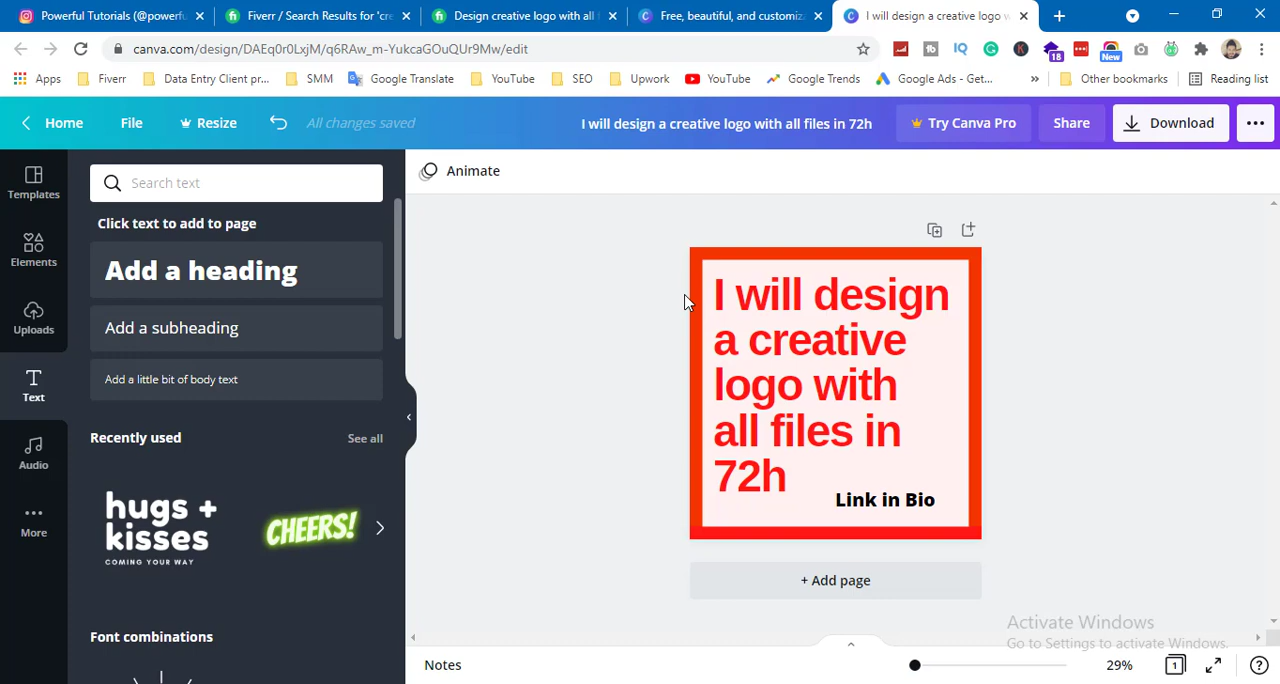 Powerful Tutorials (@powerfu
Fiverr / Search Results for 'cre
Design creative logo with all f
Free, beautiful, and customiza
I will design a creative logo w
canva.com/design/DAEq0r0LxjM/q6RAw_m-YukcaGOuQUr9Mw/edit
18
New
Apps
Fiverr
Data Entry Client pr...
SMM
Google Translate
YouTube
SEO
Upwork
YouTube
Google Trends
Google Ads - Get...
»
Other bookmarks
Reading list
Home
File
Resize
All changes saved
I will design a creative logo with all files in 72h
Try Canva Pro
Share
Download
Templates
Elements
Uploads
Text
Audio
More
Search text
Click text to add to page
Add a heading
Add a subheading
Add a little bit of body text
Recently used
See all
hugs +
kisses
COMING YOUR WAY
CHEERS!
Font combinations
Animate
I will design
a creative
logo with
all files in
72h
Link in Bio
+ Add page
Activate Windows
Go to Settings to activate Windows.
Notes
29%
1